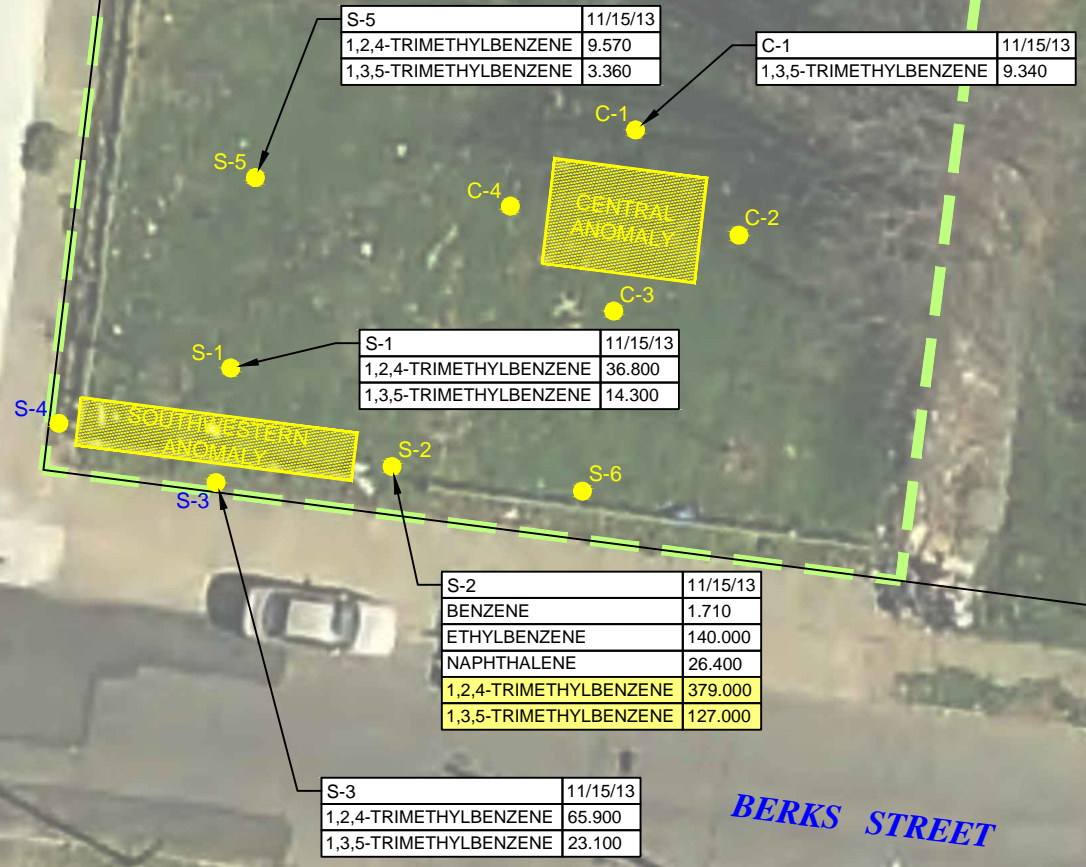 S-5 11/15/13
1,2,4-TRIMETHYLBENZENE 9.570
1,3,5-TRIMETHYLBENZENE 3.360
C-1 11/15/13
1,3,5-TRIMETHYLBENZENE 9.340
C-1
S-5
C-4
CENTRAL
ANOMALY
C-2
C-3
S-1 11/15/13
1,2,4-TRIMETHYLBENZENE 36.800
1,3,5-TRIMETHYLBENZENE 14.300
S-1
S-4
SOUTHWESTERN
ANOMALY
S-2
S-6
S-3
S-2 11/15/13
BENZENE 1.710
ETHYLBENZENE 140.000
NAPHTHALENE 26.400
1,2,4-TRIMETHYLBENZENE 379.000
1,3,5-TRIMETHYLBENZENE 127.000
S-3 11/15/13
1,2,4-TRIMETHYLBENZENE 65.900
1,3,5-TRIMETHYLBENZENE 23.100
BERKS STREET